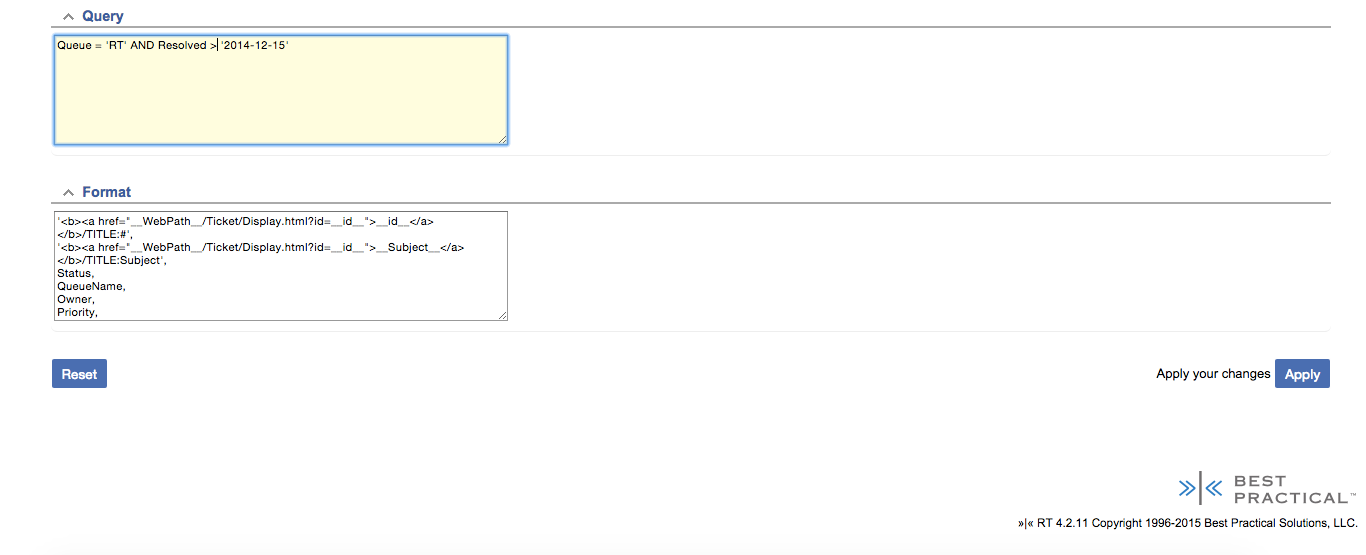 Query
Queue = 'RT' AND Resolved > '2014-12-15'
Format
'<b><a href="__WebPath__/Ticket/Display.html?id=__id__">__id__</a>
</b>/TITLE:#',
'<b><a href="__WebPath__/Ticket/Display.html?id=__id__">__Subject__</a>
</b>/TITLE:Subject',
Status,
QueueName,
Owner,
Priority,
Reset
Apply your changes Apply
BEST
PRACTICAL™
»|« RT 4.2.11 Copyright 1996-2015 Best Practical Solutions, LLC.